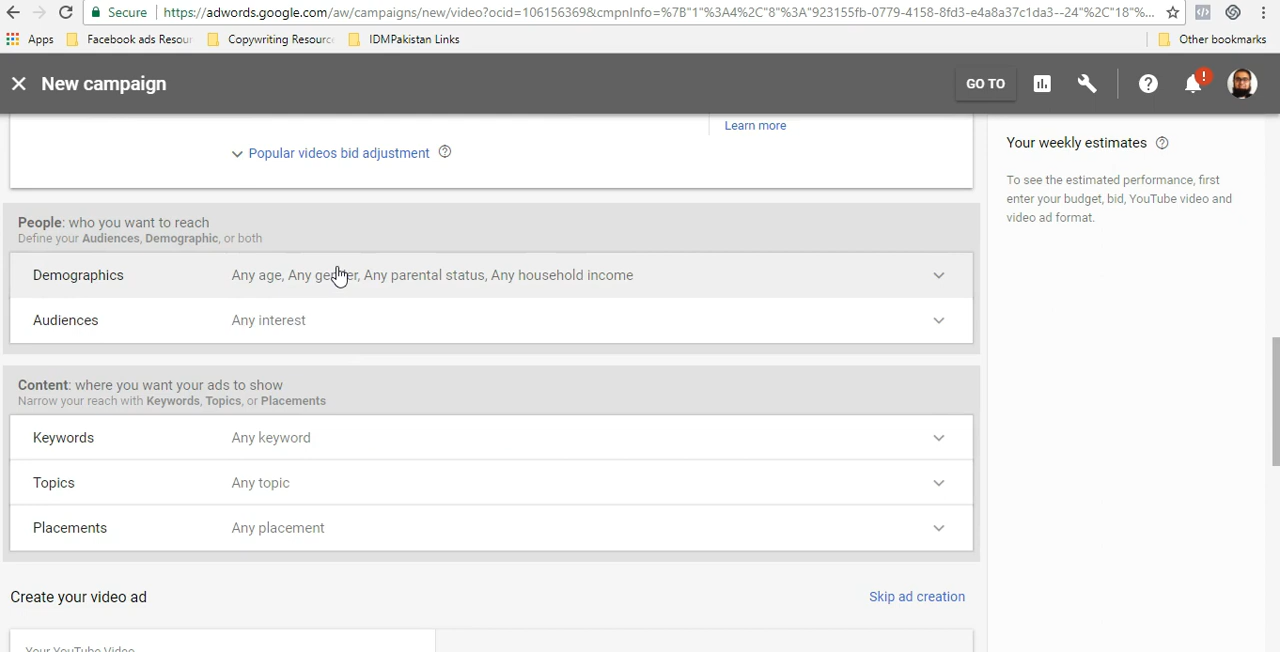 Secure https://adwords.google.com/aw/campaigns/new/video?ocid=106156369&cmpnInfo=%7B"1"%3A4%2C"8"%3A"923155fb-0779-4158-8fd3-e4a8a37c1da3--24"%2C"18"%...
Apps Facebook ads Resour Copywriting Resourc IDMPakistan Links Other bookmarks
New campaign GO TO
Learn more
Popular videos bid adjustment
Your weekly estimates
To see the estimated performance, first
enter your budget, bid, YouTube video and
video ad format.
People: who you want to reach
Define your Audiences, Demographic, or both
Demographics Any age, Any gender, Any parental status, Any household income
Audiences Any interest
Content: where you want your ads to show
Narrow your reach with Keywords, Topics, or Placements
Keywords Any keyword
Topics Any topic
Placements Any placement
Create your video ad Skip ad creation
Your YouTube Video